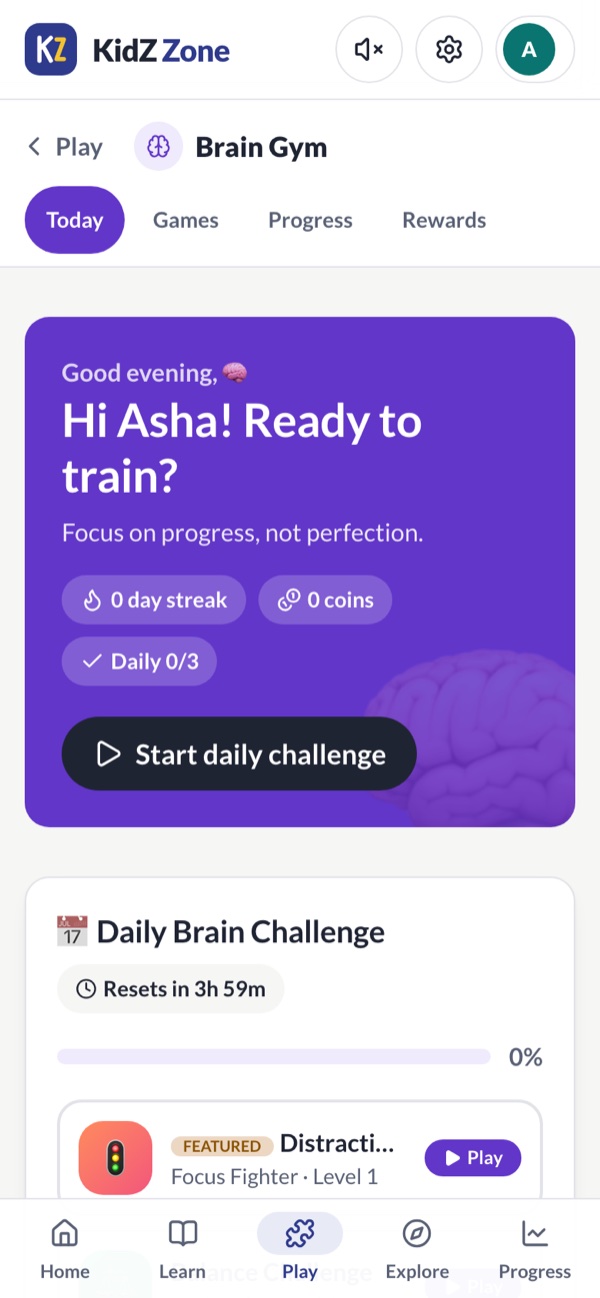 KZ KidZ Zone
A
Play
Brain Gym
Today Games Progress Rewards
Good evening,
Hi Asha! Ready to
train?
Focus on progress, not perfection.
0 day streak
0 coins
Daily 0/3
Start daily challenge
JUL 17 Daily Brain Challenge
Resets in 3h 59m
0%
FEATURED Distracti...
Focus Fighter · Level 1
Play
Home Learn Play Explore Progress